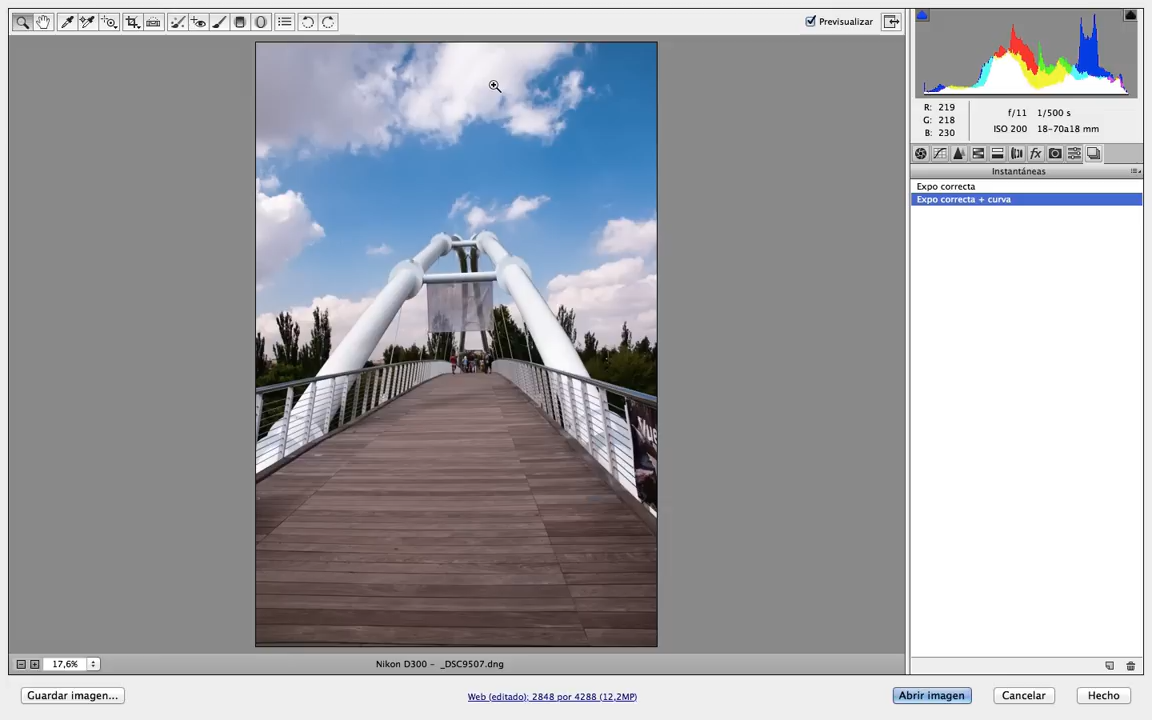 Previsualizar
R: 219
G: 218
B: 230
f/11 1/500 s
ISO 200 18-70a18 mm
fx
Instantáneas
Expo correcta
Expo correcta + curva
17,6%
Nikon D300 - _DSC9507.dng
Guardar imagen...
Web (editado); 2848 por 4288 (12,2MP)
Abrir imagen
Cancelar
Hecho